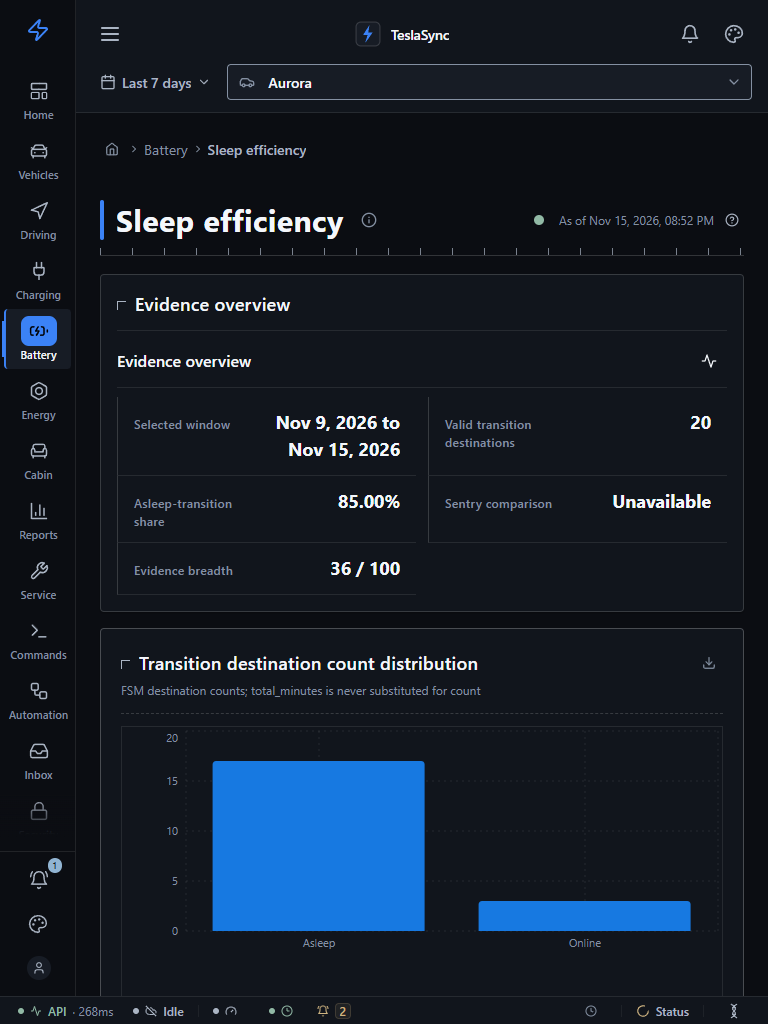 TeslaSync
Last 7 days
Aurora
Home
Vehicles
Driving
Charging
Battery
Energy
Cabin
Reports
Service
Commands
Automation
Inbox
1
Battery
Sleep efficiency
Sleep efficiency
As of Nov 15, 2026, 08:52 PM
Evidence overview
Evidence overview
Selected window
Nov 9, 2026 to
Nov 15, 2026
Valid transition
destinations
20
Asleep-transition
share
85.00%
Sentry comparison
Unavailable
Evidence breadth
36 / 100
Transition destination count distribution
FSM destination counts; total_minutes is never substituted for count
20
15
10
5
0
Asleep
Online
API · 268ms
Idle
2
Status